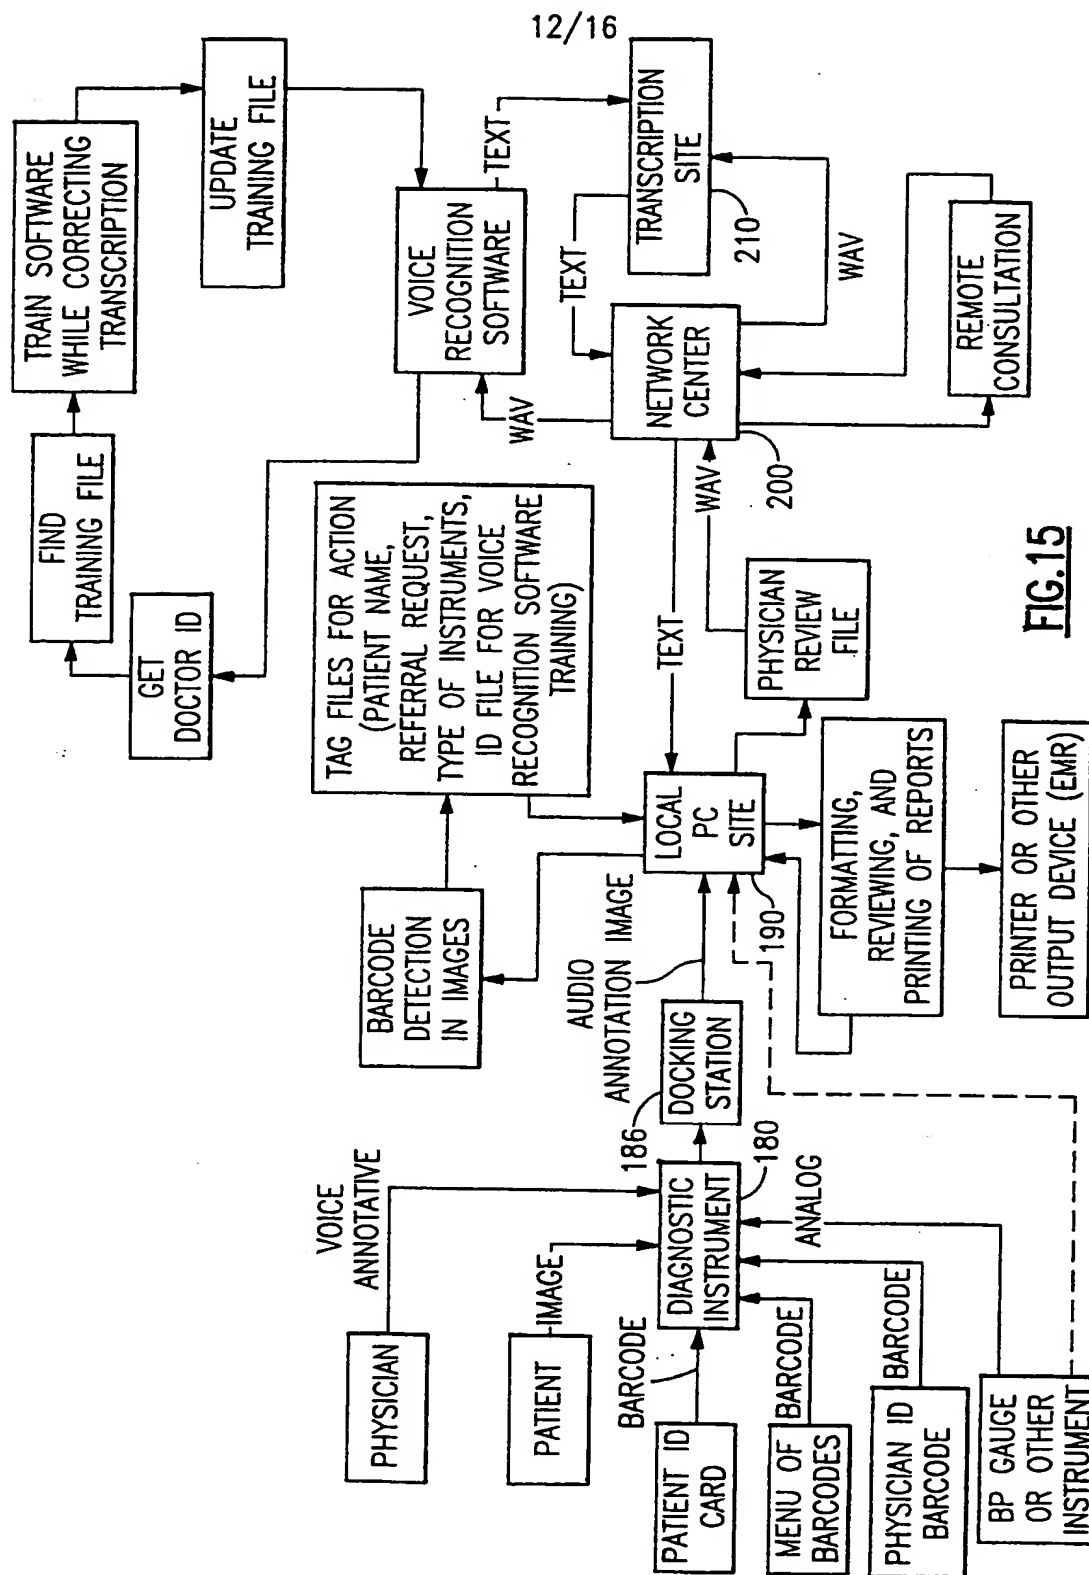 12/16
TRAIN SOFTWARE
WHILE CORRECTING
TRANSCRIPTION
UPDATE
TRAINING FILE
FIND
TRAINING FILE
GET
DOCTOR ID
VOICE
RECOGNITION
SOFTWARE
TEXT
TRANSCRIPTION
SITE
210
TEXT
WAV
NETWORK
CENTER
200
WAV
WAV
REMOTE
CONSULTATION
TAG FILES FOR ACTION
(PATIENT NAME,
REFERRAL REQUEST,
TYPE OF INSTRUMENTS,
ID FILE FOR VOICE
RECOGNITION SOFTWARE
TRAINING)
BARCODE
DETECTION
IN IMAGES
TEXT
LOCAL
PC
SITE
190
PHYSICIAN
REVIEW
FILE
FORMATTING,
REVIEWING, AND
PRINTING OF REPORTS
PRINTER OR OTHER
OUTPUT DEVICE (EMR)
AUDIO
ANNOTATION IMAGE
DOCKING
STATION
186
VOICE
ANNOTATIVE
PHYSICIAN
PATIENT
IMAGE
DIAGNOSTIC
INSTRUMENT
180
BARCODE
PATIENT ID
CARD
MENU OF
BARCODES
BARCODE
PHYSICIAN ID
BARCODE
BARCODE
ANALOG
BP GAUGE
OR OTHER
INSTRUMENT
FIG.15